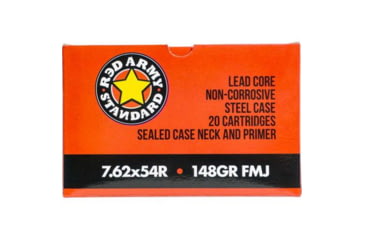 RED ARMY
STANDARD
LEAD CORE
NON-CORROSIVE
STEEL CASE
20 CARTRIDGES
SEALED CASE NECK AND PRIMER
7.62x54R • 148GR FMJ